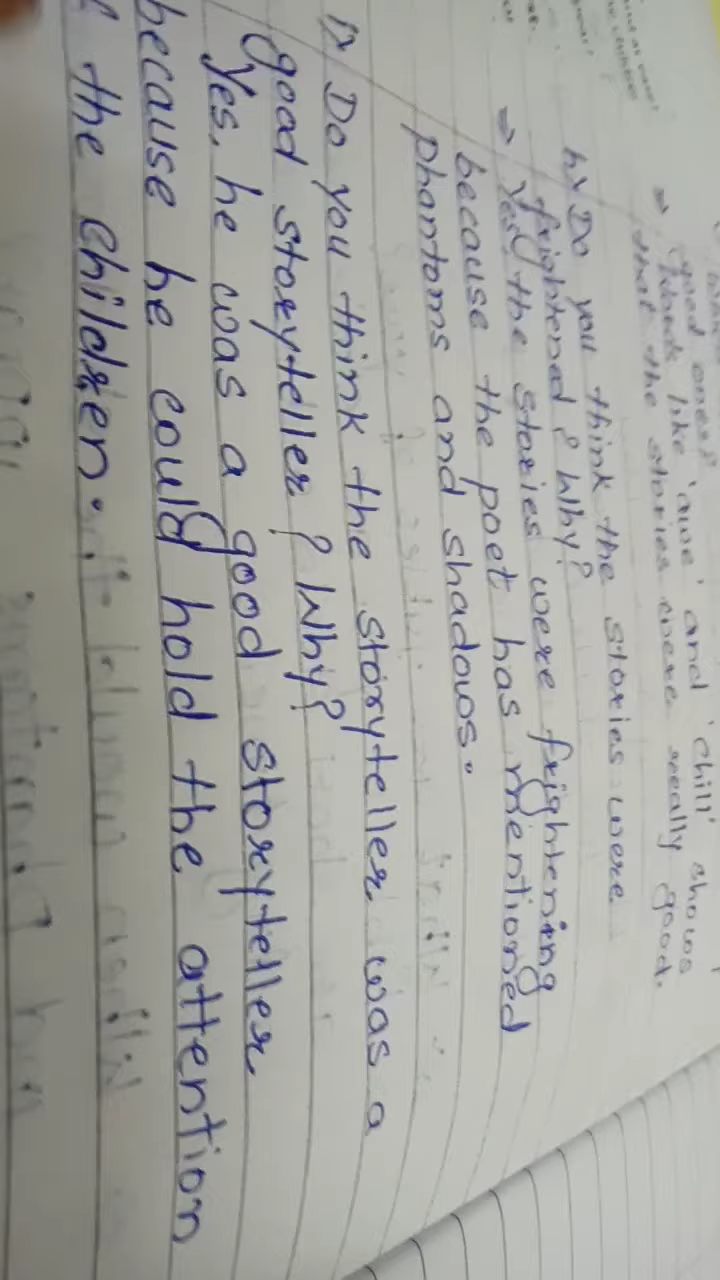 good ones?
→ Words like 'awe' and 'chill' shows
that the stories were really good.
h> Do you think the stories were
frightened? Why?
→ Yes, the stories were frightening
because the poet has mentioned
phantoms and shadows.
i> Do you think the storyteller was a
good storyteller? Why?
Yes, he was a good storyteller
because he could hold the attention
the children.